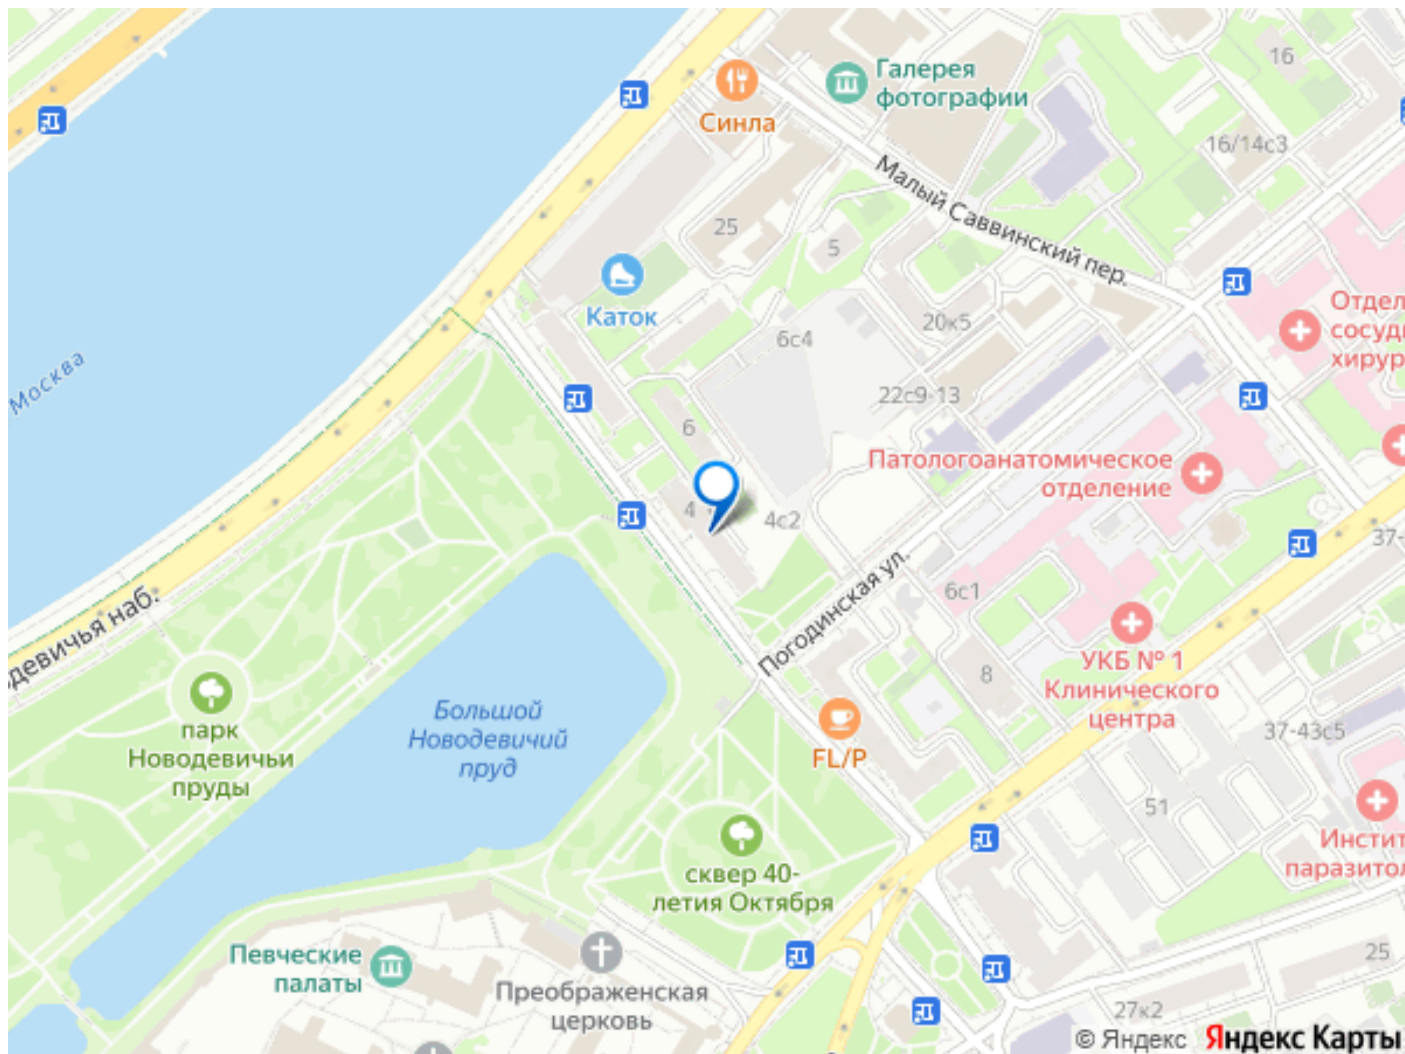 Галерея
фотографии
Синла
16
16/14с3
Малый Саввинский пер.
25
5
Каток
6с4
20к5
Отдел
сосуд
хирур
Москва
22с9-13
6
Патологоанатомическое
отделение
4
4с2
37-
Погодинская ул.
6с1
девичья наб.
УКБ № 1
Клинического
центра
8
парк
Новодевичьи
пруды
Большой
Новодевичий
пруд
FL/P
37-43с5
51
Инстит
паразитол
сквер 40-
летия Октября
Певческие
палаты
Преображенская
церковь
25
27к2
© Яндекс Яндекс Карты